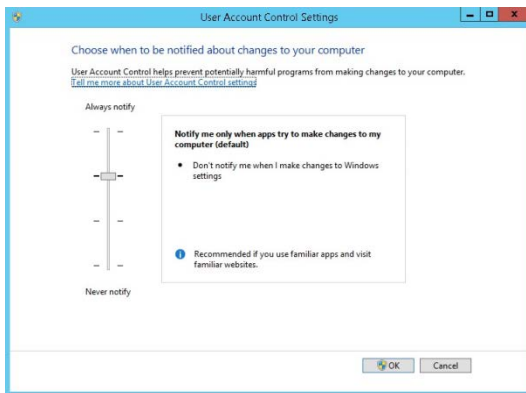 User Account Control Settings
Choose when to be notified about changes to your computer
User Account Control helps prevent potentially harmful programs from making changes to your computer.
Tell me more about User Account Control settings
Always notify
Notify me only when apps try to make changes to my
computer (default)
• Don't notify me when I make changes to Windows
settings
Recommended if you use familiar apps and visit
familiar websites.
Never notify
OK
Cancel